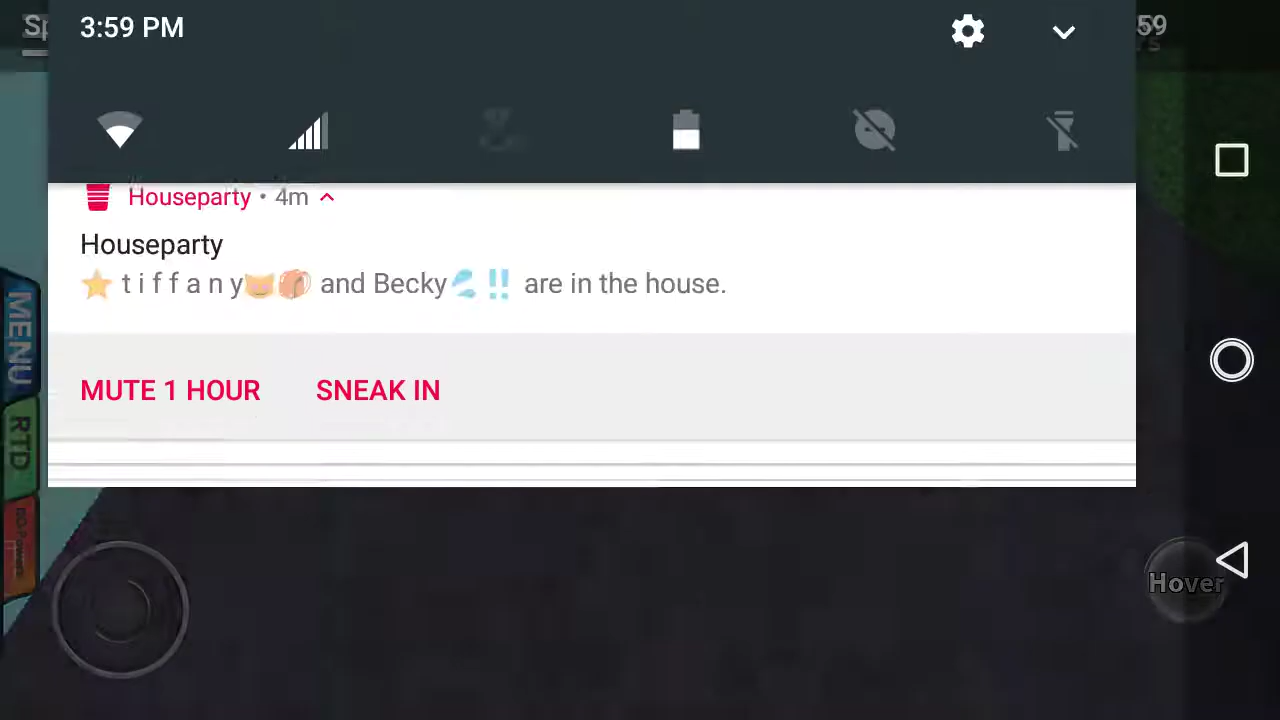 Sp
3:59 PM
59
Houseparty • 4m
Houseparty
⭐ t i f f a n y😺🏀 and Becky💦 ‼ are in the house.
MUTE 1 HOUR SNEAK IN
MENU
RTD
Hover